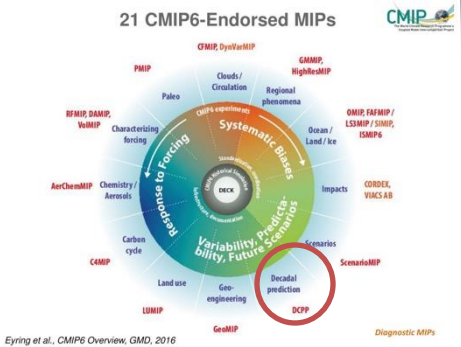 21 CMIP6-Endorsed MIPs
CMIP
CFMIP, DynVarMIP
PMIP
GMMIP,
HighResMIP
Clouds/
Circulation
Paleo
Regional
phenomena
RFMIP, DAMIP,
VolMIP
OMIP, FAFMIP /
LS3MIP / SIMIP,
ISMIP6
CMIP6 experiments
Characterizing
forcing
Systematic Biases
Ocean /
Land / Ice
Response to Forcing
DECK
AerChemMIP
Chemistry /
Aerosols
Impacts
CORDEX,
VIACS AB
Variability, Predicta-
bility, Future Scenarios
Carbon
cycle
Scenarios
C4MIP
ScenarioMIP
Land use
Geo-
engineering
Decadal
prediction
LUMIP
DCPP
GeoMIP
Diagnostic MIPs
Eyring et al., CMIP6 Overview, GMD, 2016